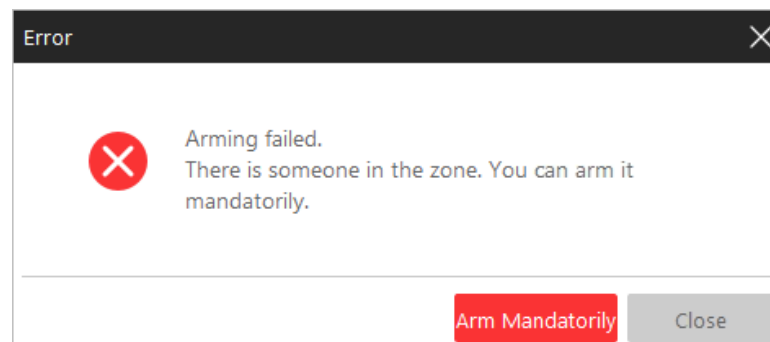 Error
Arming failed.
There is someone in the zone. You can arm it
mandatorily.
Arm Mandatorily
Close